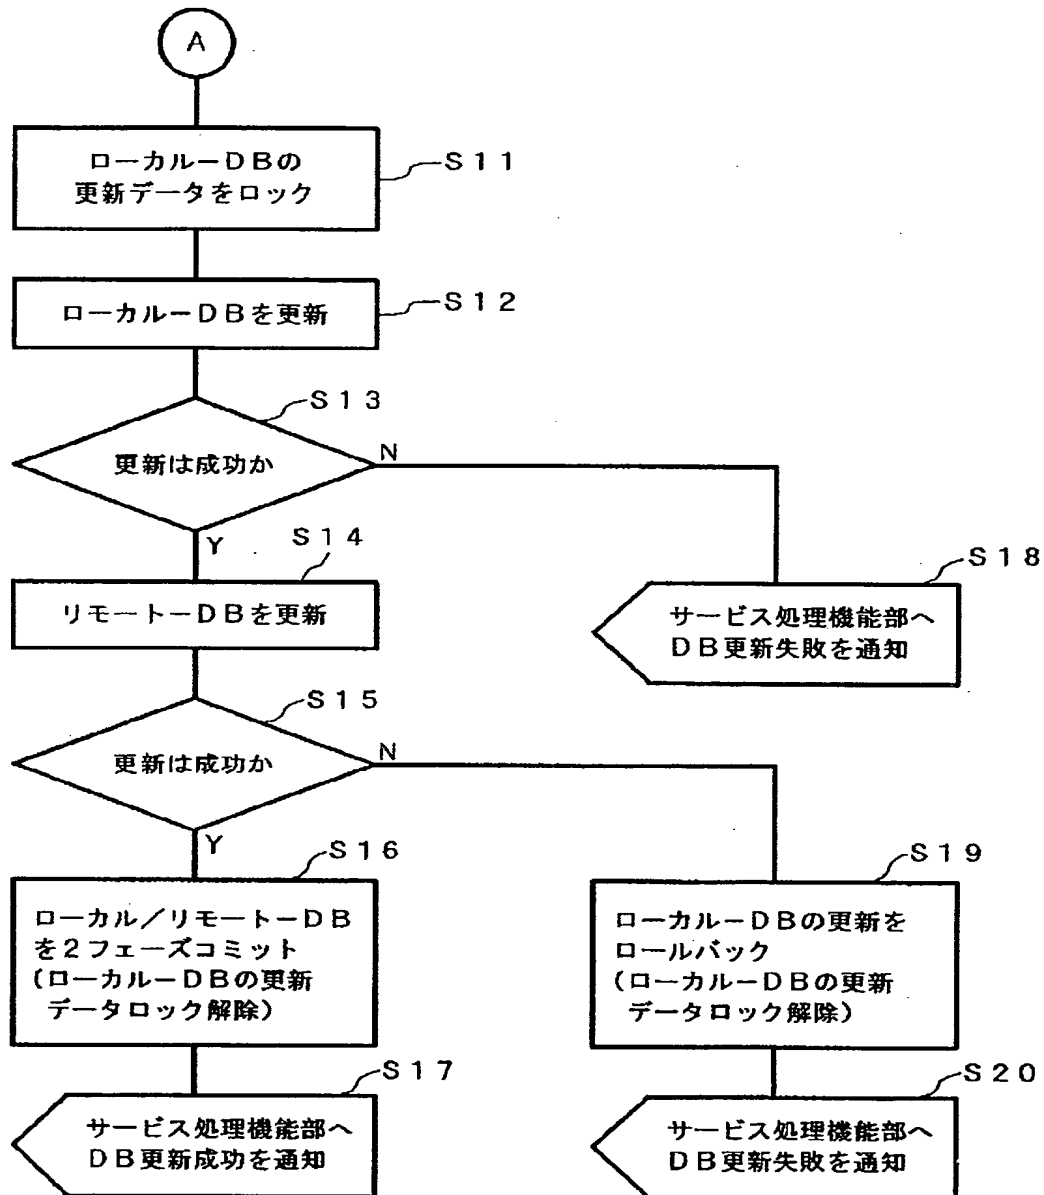 A
ローカルーDBの
更新データをロック
S11
ローカルーDBを更新
S12
S13
更新は成功か
N
Y
S14
リモートーDBを更新
S18
サービス処理機能部へ
DB更新失敗を通知
S15
更新は成功か
N
Y
S16
ローカル/リモートーDB
を2フェーズコミット
(ローカルーDBの更新
データロック解除)
S19
ローカルーDBの更新を
ロールバック
(ローカルーDBの更新
データロック解除)
S17
サービス処理機能部へ
DB更新成功を通知
S20
サービス処理機能部へ
DB更新失敗を通知